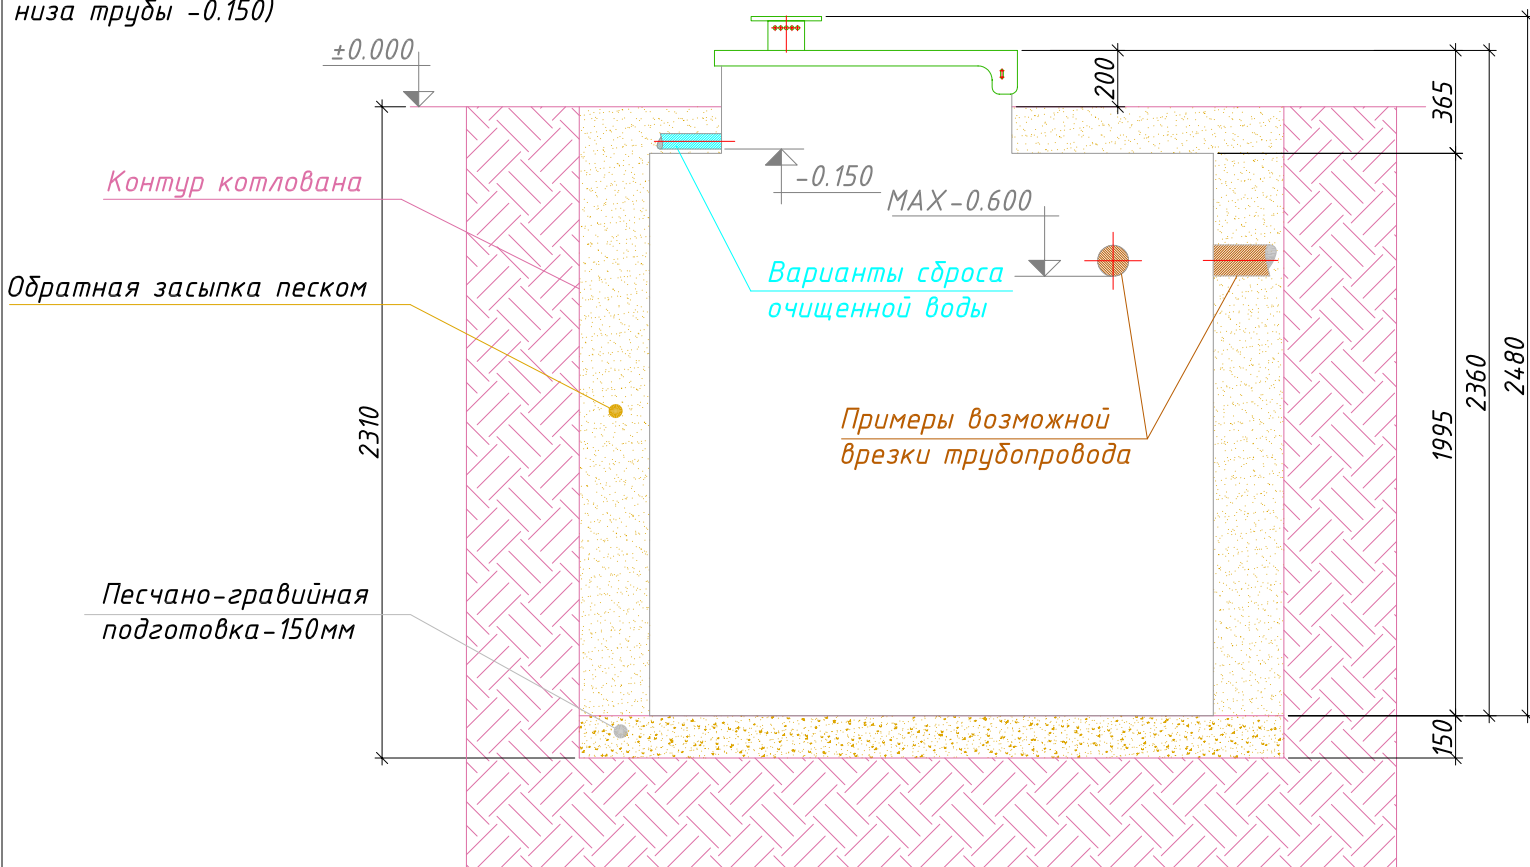 низа трубы -0.150)
±0.000
200
365
-0.150
Контур котлована
MAX-0.600
Варианты сброса
очищенной воды
Обратная засыпка песком
2480
2360
1995
2310
Примеры возможной
врезки трубопровода
Песчано-гравийная
подготовка-150мм
150